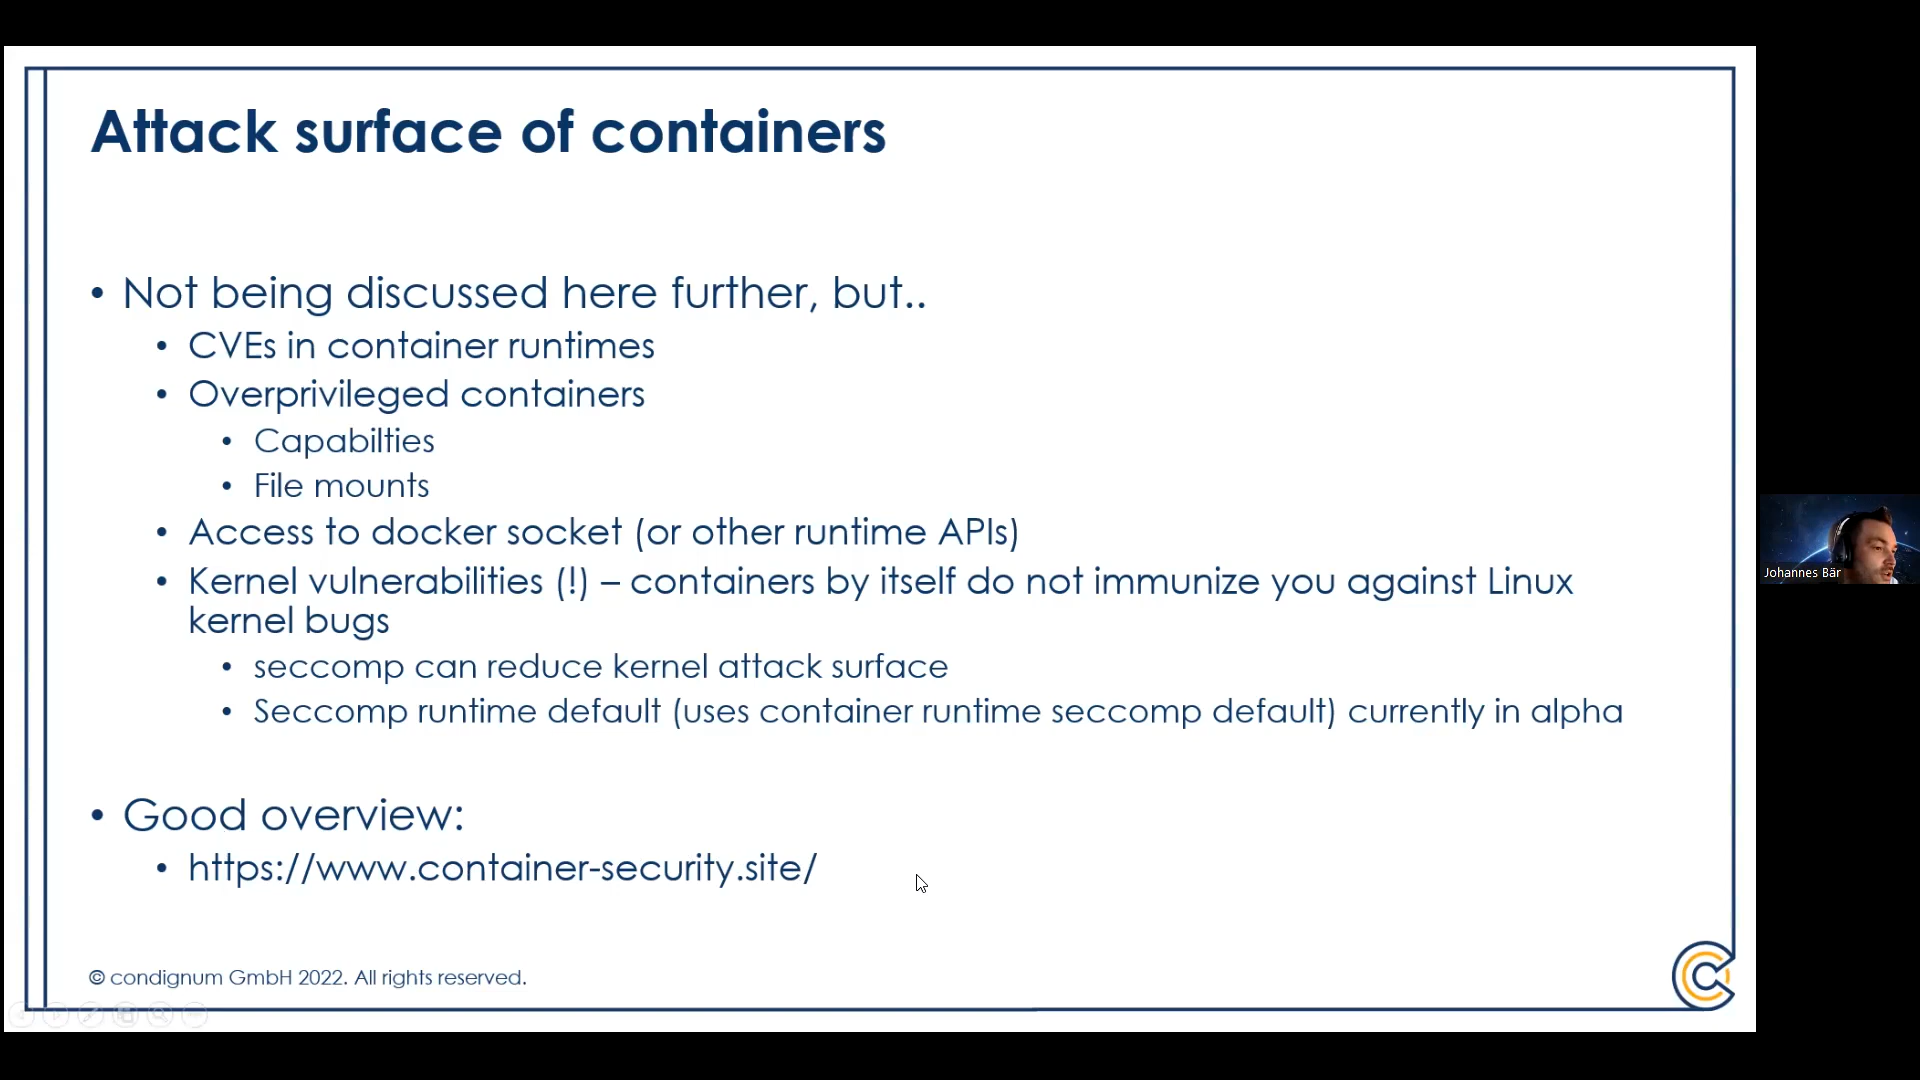 Attack surface of containers
• Not being discussed here further, but..
• CVEs in container runtimes
• Overprivileged containers
• Capabilties
• File mounts
• Access to docker socket (or other runtime APIs)
• Kernel vulnerabilities (!) – containers by itself do not immunize you against Linux
kernel bugs
• seccomp can reduce kernel attack surface
• Seccomp runtime default (uses container runtime seccomp default) currently in alpha
• Good overview:
• https://www.container-security.site/
© condignum GmbH 2022. All rights reserved.
Johannes Bär